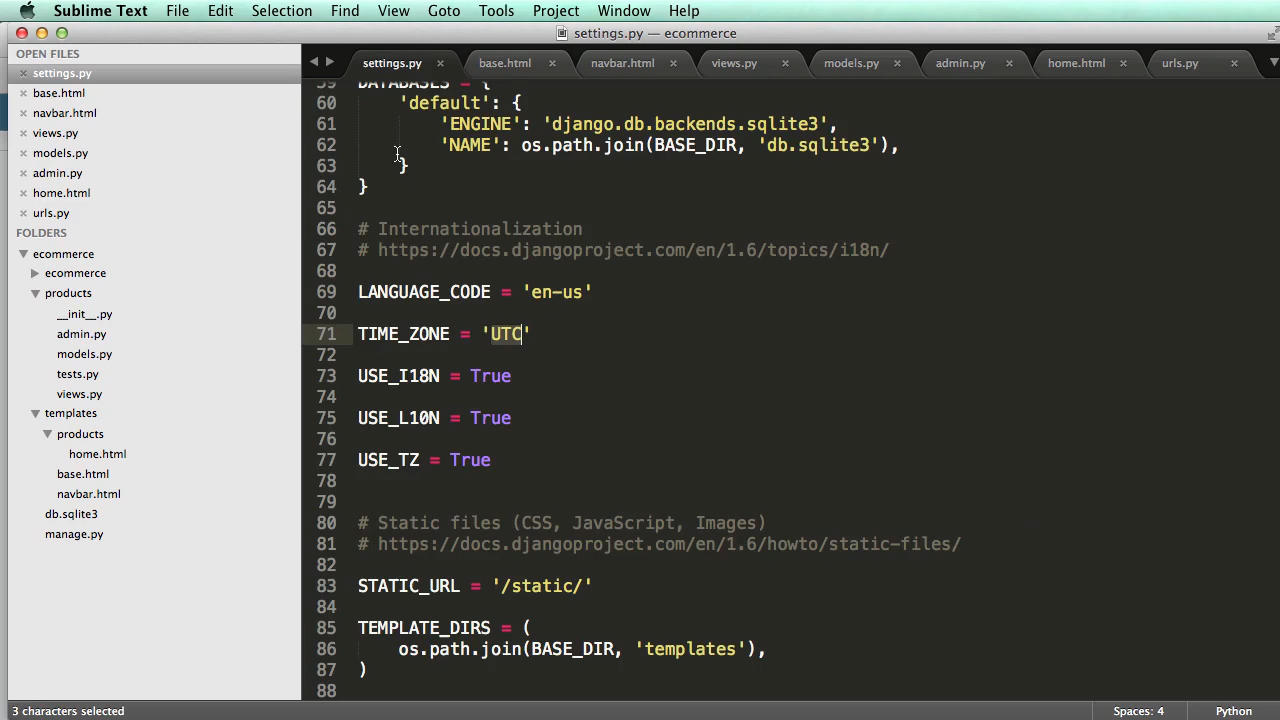 Sublime Text File Edit Selection Find View Goto Tools Project Window Help
settings.py — ecommerce
OPEN FILES
settings.py
base.html
navbar.html
views.py
models.py
admin.py
home.html
urls.py
FOLDERS
ecommerce
ecommerce
products
__init__.py
admin.py
models.py
tests.py
views.py
templates
products
home.html
base.html
navbar.html
db.sqlite3
manage.py
settings.py base.html navbar.html views.py models.py admin.py home.html urls.py
59 DATABASES = {
60 'default': {
61 'ENGINE': 'django.db.backends.sqlite3',
62 'NAME': os.path.join(BASE_DIR, 'db.sqlite3'),
63 }
64 }
65
66 # Internationalization
67 # https://docs.djangoproject.com/en/1.6/topics/i18n/
68
69 LANGUAGE_CODE = 'en-us'
70
71 TIME_ZONE = 'UTC'
72
73 USE_I18N = True
74
75 USE_L10N = True
76
77 USE_TZ = True
78
79
80 # Static files (CSS, JavaScript, Images)
81 # https://docs.djangoproject.com/en/1.6/howto/static-files/
82
83 STATIC_URL = '/static/'
84
85 TEMPLATE_DIRS = (
86 os.path.join(BASE_DIR, 'templates'),
87 )
88
3 characters selected Spaces: 4 Python